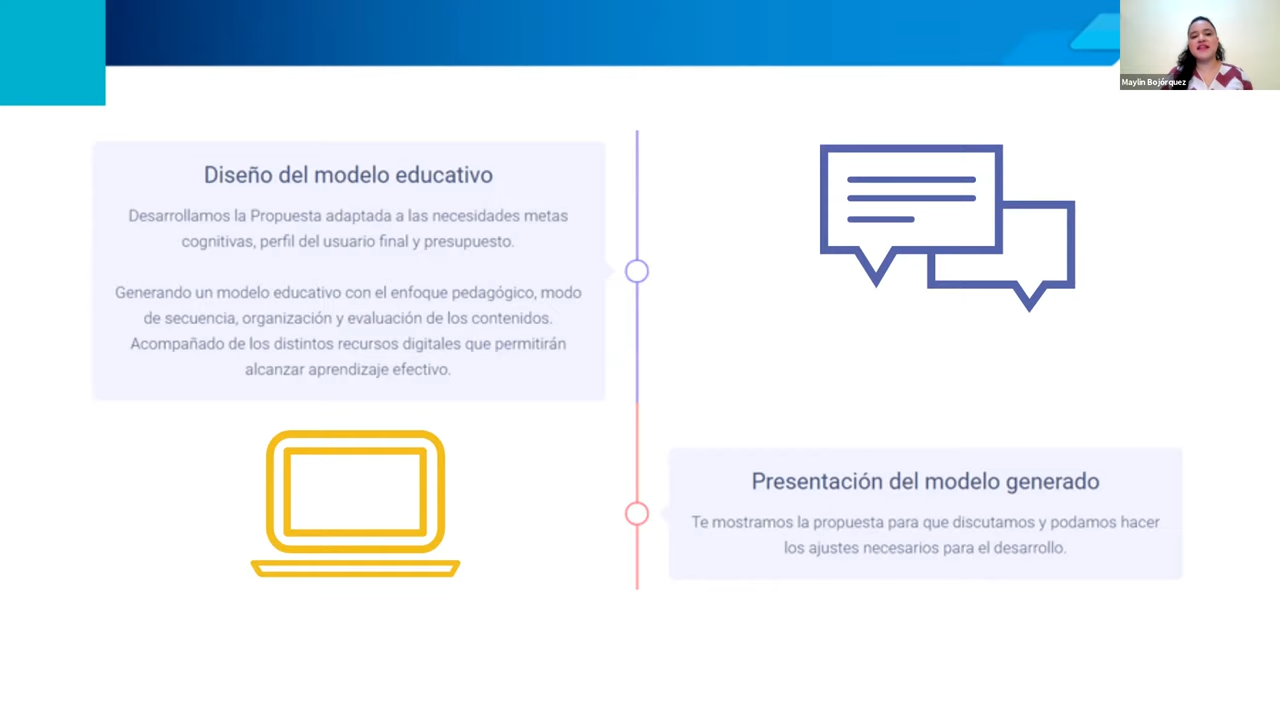 Maylin Bojórquez
Diseño del modelo educativo
Desarrollamos la Propuesta adaptada a las necesidades metas
cognitivas, perfil del usuario final y presupuesto.
Generando un modelo educativo con el enfoque pedagógico, modo
de secuencia, organización y evaluación de los contenidos.
Acompañado de los distintos recursos digitales que permitirán
alcanzar aprendizaje efectivo.
Presentación del modelo generado
Te mostramos la propuesta para que discutamos y podamos hacer
los ajustes necesarios para el desarrollo.